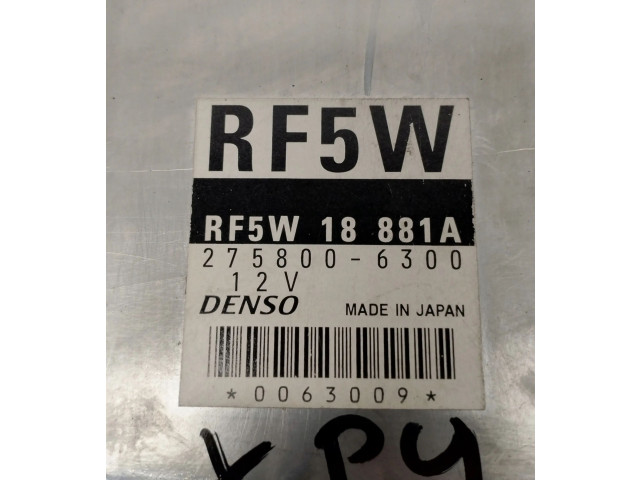 RF5W
RF5W 18 881A
275800-6300
12V
DENSO MADE IN JAPAN
*0063009*